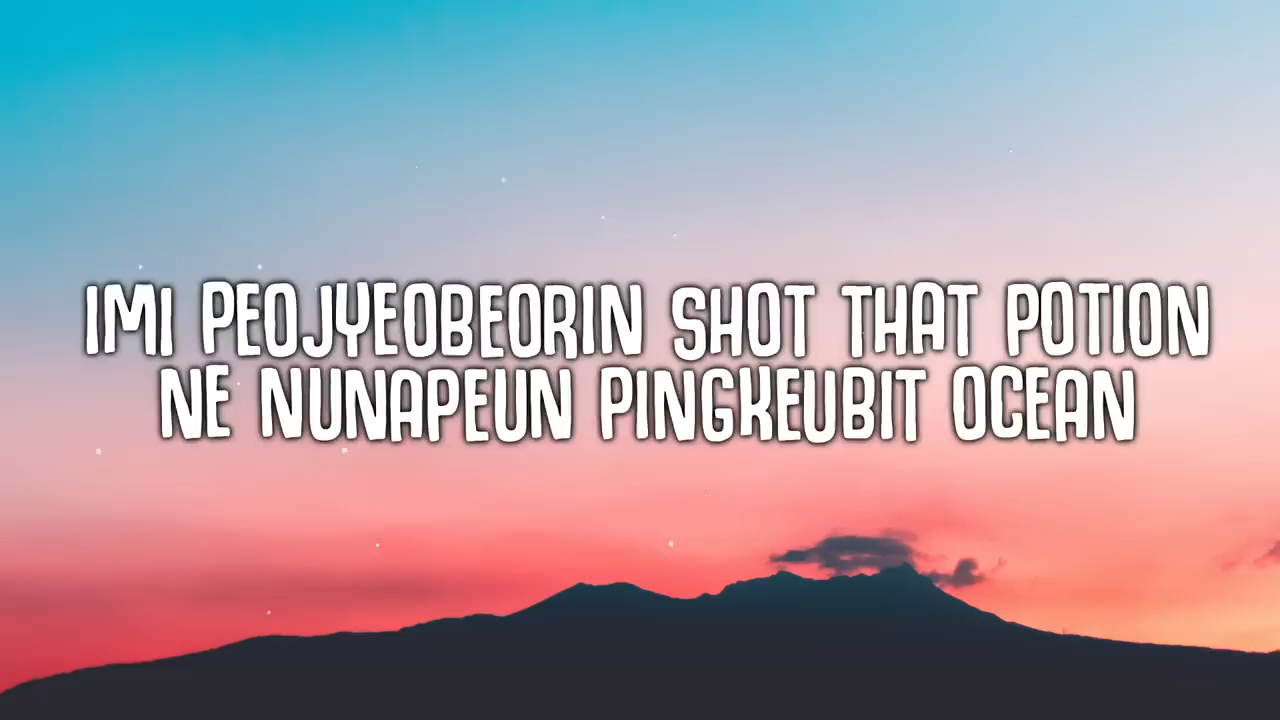 IMI PEOJYEOBEORIN SHOT THAT POTION
NE NUNAPEUN PINGKEUBIT OCEAN